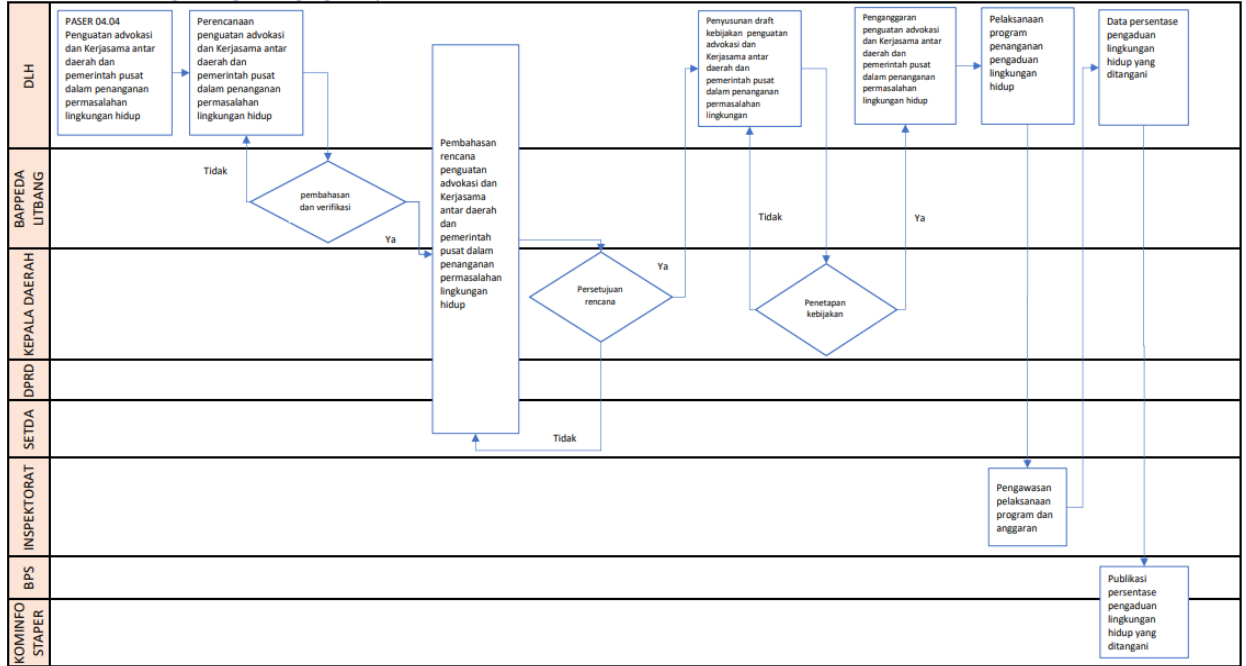 DLH
PASER 04.04
Penguatan advokasi
dan Kerjasama antar
daerah dan
pemerintah pusat
dalam penanganan
permasalahan
lingkungan hidup
Perencanaan
penguatan advokasi
dan Kerjasama antar
daerah dan
pemerintah pusat
dalam penanganan
permasalahan
lingkungan hidup
Penyusunan draft
kebijakan penguatan
advokasi dan
Kerjasama antar
daerah dan
pemerintah pusat
dalam penanganan
permasalahan
lingkungan
Penganggaran
penguatan advokasi
dan Kerjasama antar
daerah dan
pemerintah pusat
dalam penanganan
permasalahan
lingkungan hidup
Pelaksanaan
program
penanganan
pengaduan
lingkungan
hidup
Data persentase
pengaduan
lingkungan
hidup yang
ditangani
BAPPEDA
LITBANG
Tidak
pembahasan
dan verifikasi
Ya
Pembahasan
rencana
penguatan
advokasi dan
Kerjasama
antar daerah
dan
pemerintah
pusat dalam
penanganan
permasalahan
lingkungan
hidup
Tidak
Ya
KEPALA DAERAH
Persetujuan
rencana
Ya
Penetapan
kebijakan
DPRD
SETDA
Tidak
INSPEKTORAT
Pengawasan
pelaksanaan
program dan
anggaran
BPS
Publikasi
persentase
pengaduan
lingkungan
hidup yang
ditangani
KOMINFO
STAPER